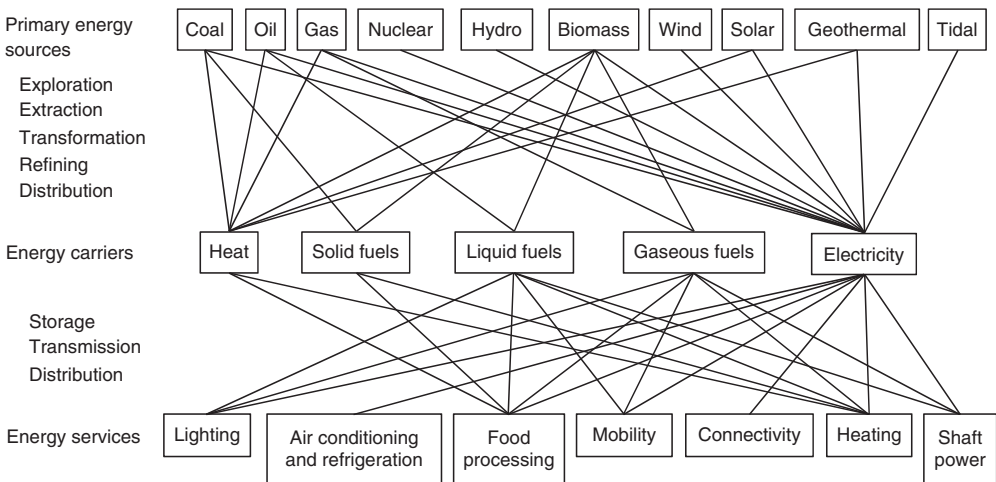 Primary energy
sources
Coal
Oil
Gas
Nuclear
Hydro
Biomass
Wind
Solar
Geothermal
Tidal
Exploration
Extraction
Transformation
Refining
Distribution
Energy carriers
Heat
Solid fuels
Liquid fuels
Gaseous fuels
Electricity
Storage
Transmission
Distribution
Energy services
Lighting
Air conditioning
and refrigeration
Food
processing
Mobility
Connectivity
Heating
Shaft
power